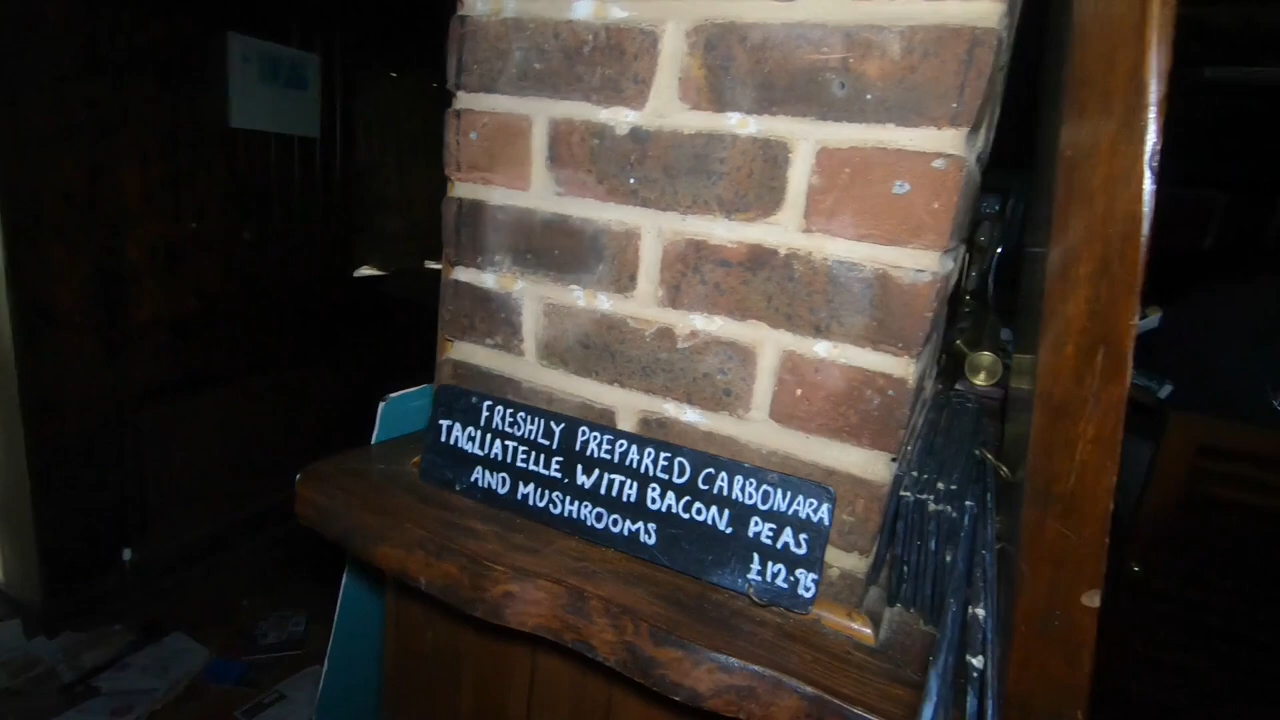 FRESHLY PREPARED CARBONARA
TAGLIATELLE, WITH BACON, PEAS
AND MUSHROOMS
£12.95